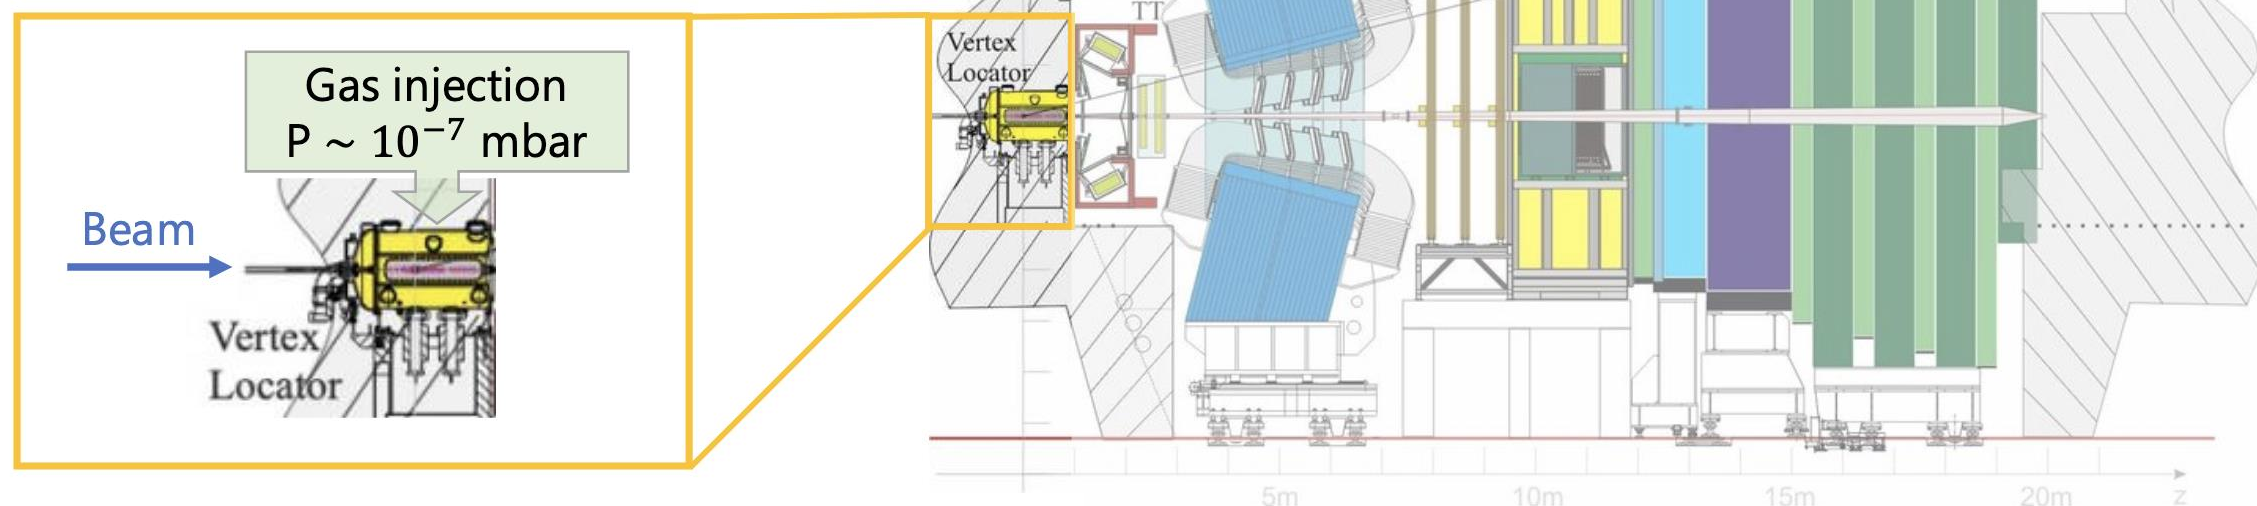 Gas injection
P ~ 10⁻⁷ mbar
Beam
Vertex
Locator
Vertex
Locator
TT
5m
10m
15m
20m
z